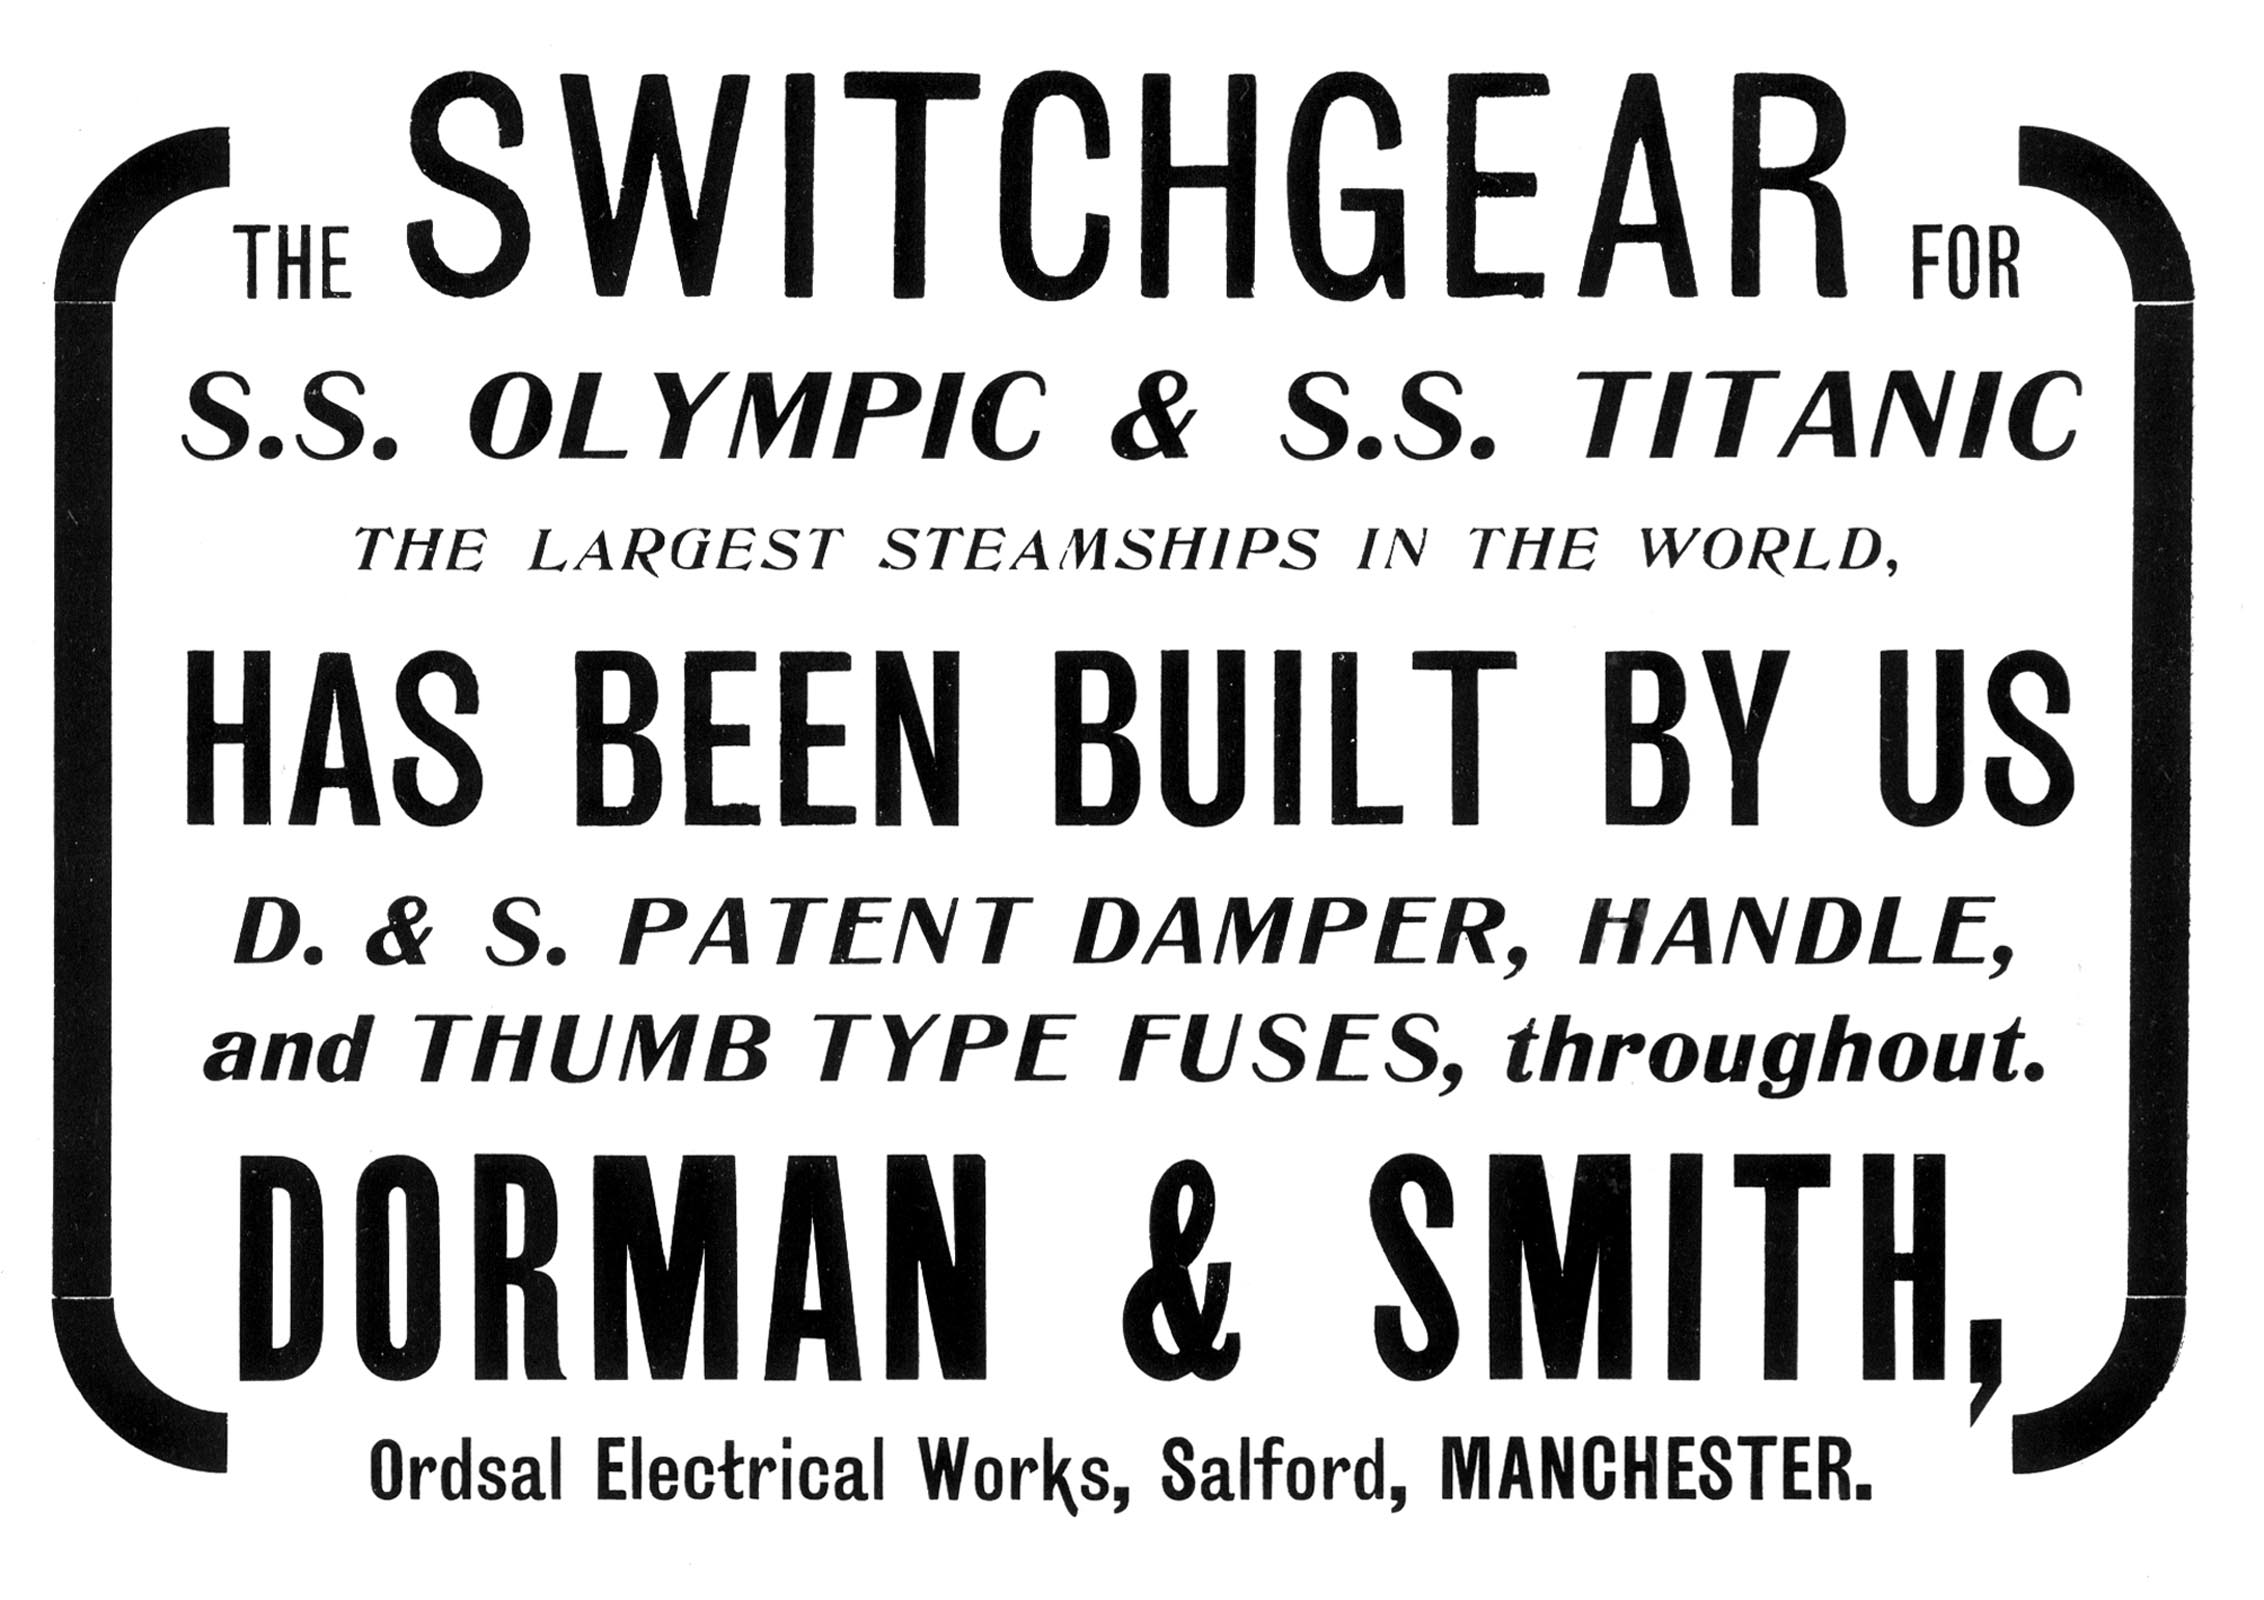 THE SWITCHGEAR FOR
S.S. OLYMPIC & S.S. TITANIC
THE LARGEST STEAMSHIPS IN THE WORLD,
HAS BEEN BUILT BY US
D. & S. PATENT DAMPER, HANDLE,
and THUMB TYPE FUSES, throughout.
DORMAN & SMITH,
Ordsal Electrical Works, Salford, MANCHESTER.